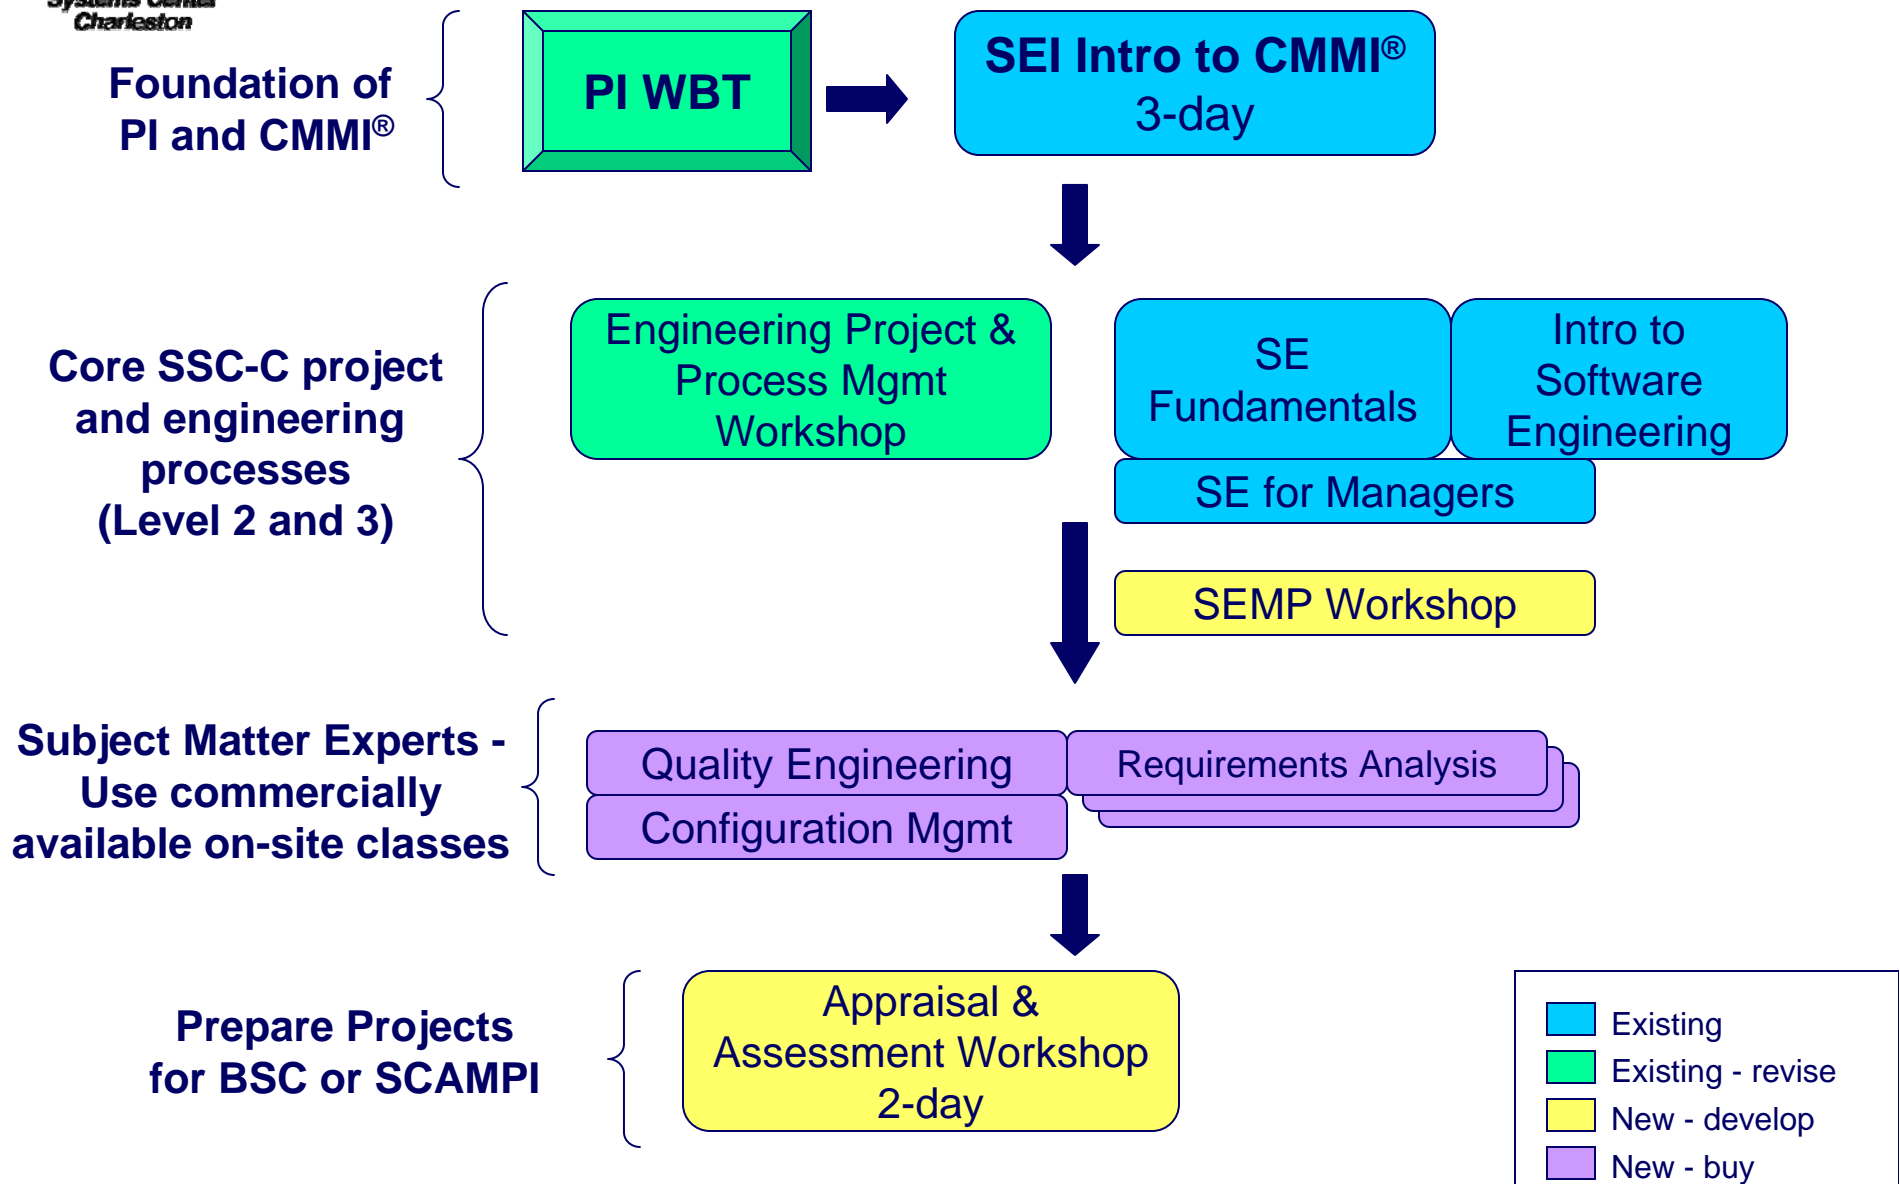 Systems Center
Charleston
Foundation of
PI and CMMI®
PI WBT
SEI Intro to CMMI®
3-day
Core SSC-C project
and engineering
processes
(Level 2 and 3)
Engineering Project &
Process Mgmt
Workshop
SE
Fundamentals
Intro to
Software
Engineering
SE for Managers
SEMP Workshop
Subject Matter Experts -
Use commercially
available on-site classes
Quality Engineering
Requirements Analysis
Configuration Mgmt
Prepare Projects
for BSC or SCAMPI
Appraisal &
Assessment Workshop
2-day
Existing
Existing - revise
New - develop
New - buy